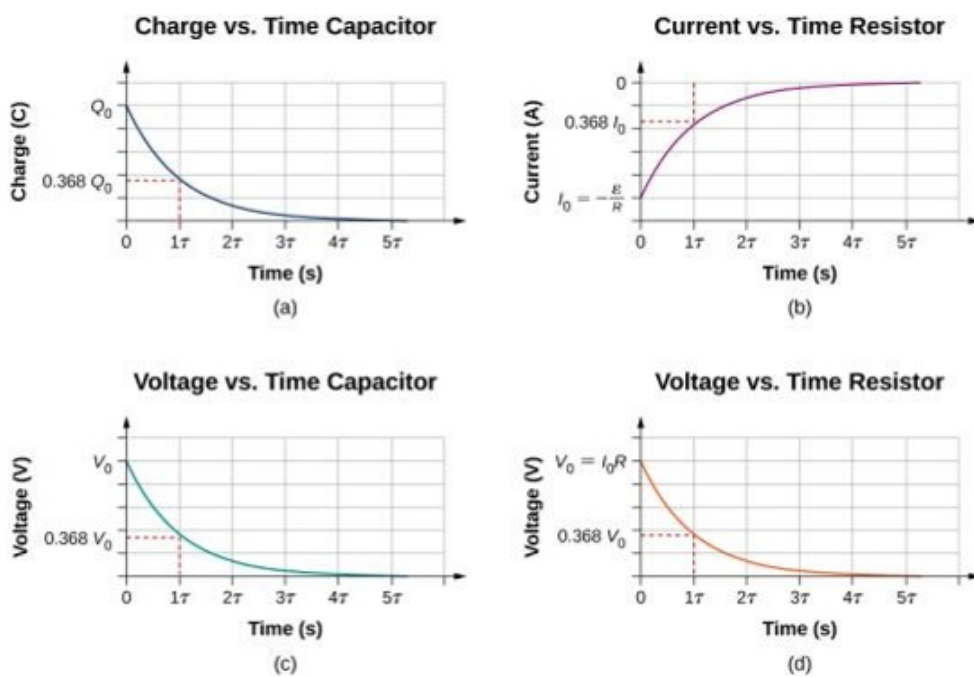 Charge vs. Time Capacitor
Charge (C)
Q₀
0.368 Q₀
0 1τ 2τ 3τ 4τ 5τ
Time (s)
(a)
Current vs. Time Resistor
Current (A)
0
0.368 I₀
I₀ = −ε/R
0 1τ 2τ 3τ 4τ 5τ
Time (s)
(b)
Voltage vs. Time Capacitor
Voltage (V)
V₀
0.368 V₀
0 1τ 2τ 3τ 4τ 5τ
Time (s)
(c)
Voltage vs. Time Resistor
Voltage (V)
V₀ = I₀R
0.368 V₀
0 1τ 2τ 3τ 4τ 5τ
Time (s)
(d)